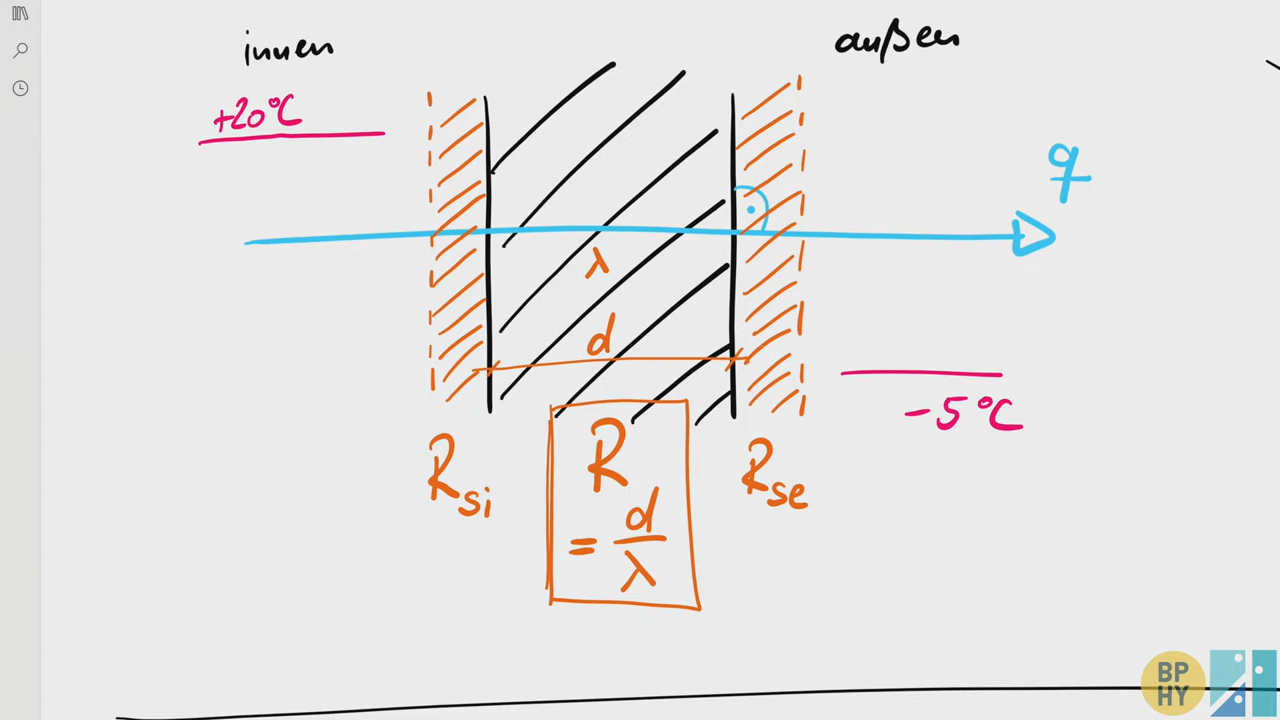 innen
außen
+20°C
q
λ
d
-5°C
R
= d/λ
Rsi
Rse
BP
HY